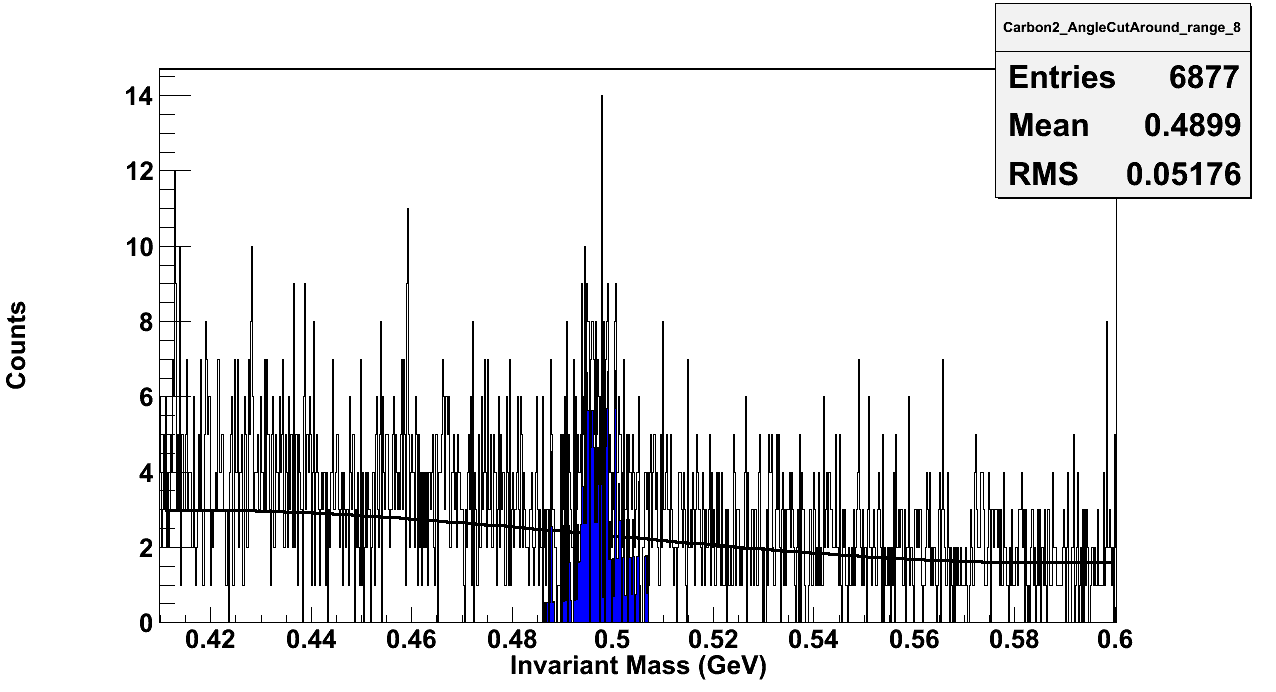 Carbon2_AngleCutAround_range_8
Entries 6877
Mean 0.4899
RMS 0.05176
14
12
10
8
6
4
2
0
Counts
0.42 0.44 0.46 0.48 0.5 0.52 0.54 0.56 0.58 0.6
Invariant Mass (GeV)